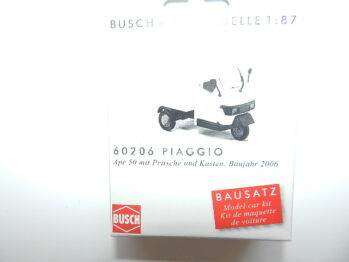 BUSCH
1:87
60206 PIAGGIO
Ape 50 mit Pritsche und Kasten, Baujahr 2006
BAUSATZ
Model car kit
Kit de maquette
de voiture
BUSCH